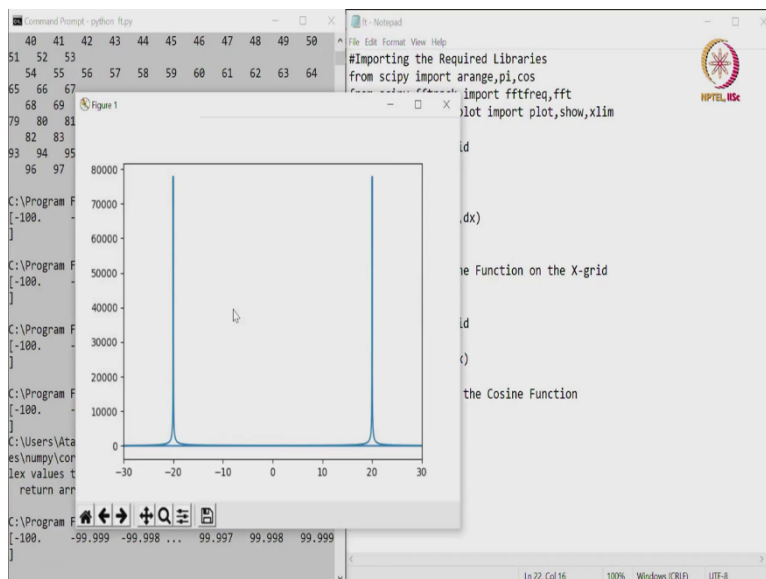 Command Prompt - python ft.py
40 41 42 43 44 45 46 47 48 49 50
51 52 53
54 55 56 57 58 59 60 61 62 63 64
65 66 67
68 69
79 80 81
82 83
93 94 95
96 97
C:\Program F
[-100. -
]
C:\Program F
[-100. -
]
C:\Program F
[-100. -
]
C:\Program F
[-100. -
]
C:\Users\Ata
es\numpy\cor
lex values t
return arr
C:\Program F
[-100. -99.999 -99.998 ... 99.997 99.998 99.999
]
Figure 1
80000
70000
60000
50000
40000
30000
20000
10000
0
-30 -20 -10 0 10 20 30
ft - Notepad
File Edit Format View Help
#Importing the Required Libraries
from scipy import arange,pi,cos
import fftfreq,fft
lot import plot,show,xlim
id
,dx)
ne Function on the X-grid
id
x)
the Cosine Function
Ln 22, Col 16 100% Windows (CRLF) UTF-8
NPTEL, IISc